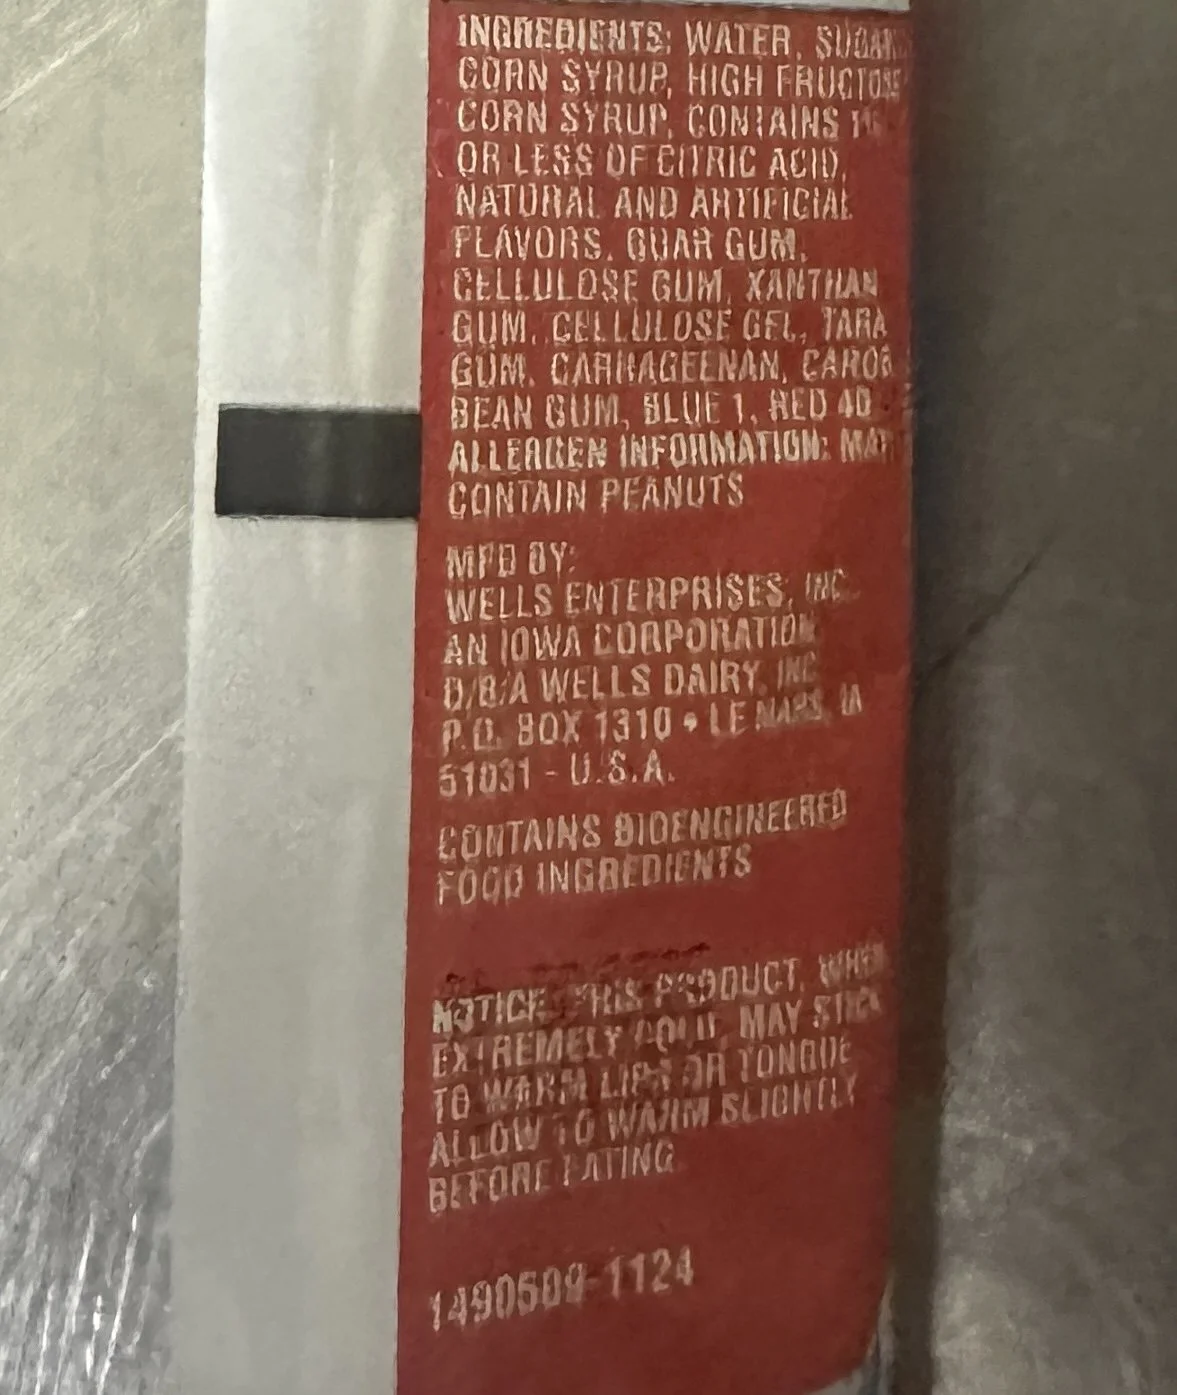 INGREDIENTS: WATER, SUGAR,
CORN SYRUP, HIGH FRUCTOSE
CORN SYRUP, CONTAINS 1%
OR LESS OF CITRIC ACID,
NATURAL AND ARTIFICIAL
FLAVORS, GUAR GUM,
CELLULOSE GUM, XANTHAN
GUM, CELLULOSE GEL, TARA
GUM, CARRAGEENAN, CAROB
BEAN GUM, BLUE 1, RED 40
ALLERGEN INFORMATION: MAY
CONTAIN PEANUTS
MFD BY:
WELLS ENTERPRISES, INC.
AN IOWA CORPORATION
D/B/A WELLS DAIRY, INC.
P.O. BOX 1310 • LE MARS, IA
51031 - U.S.A.
CONTAINS BIOENGINEERED
FOOD INGREDIENTS
NOTICE: THIS PRODUCT, WHEN
EXTREMELY COLD, MAY STICK
TO WARM LIPS OR TONGUE
ALLOW TO WARM SLIGHTLY
BEFORE EATING
1490509-1124